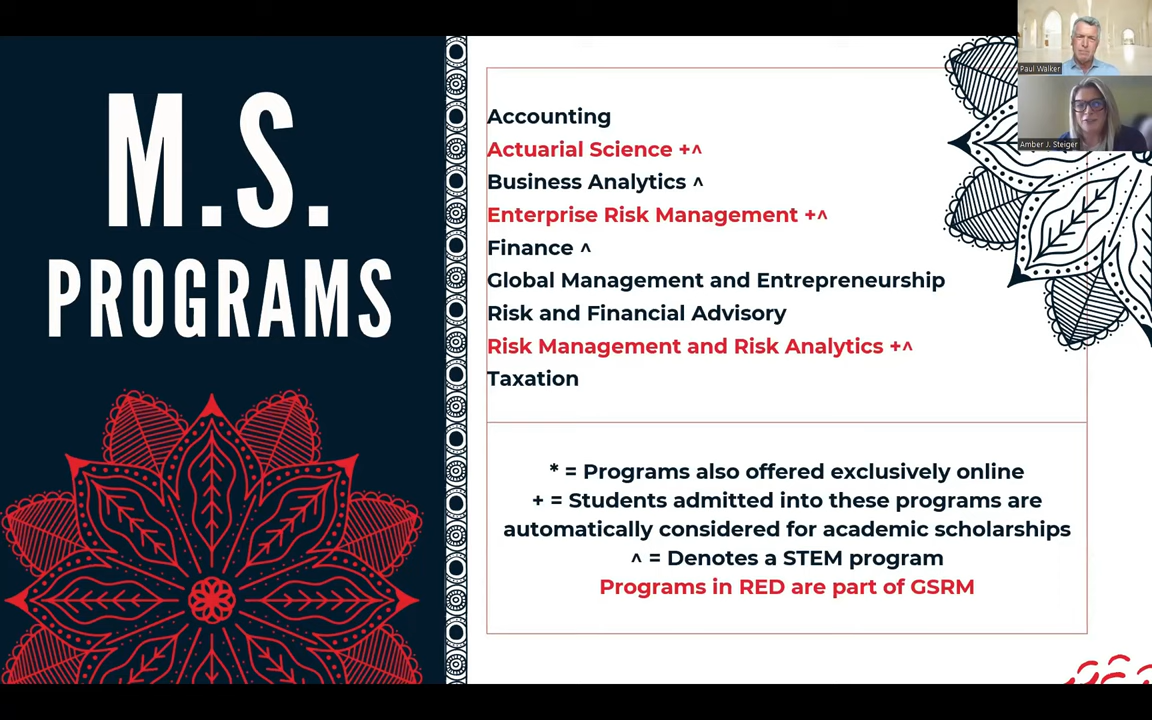 M.S.
PROGRAMS
Accounting
Actuarial Science +^
Business Analytics ^
Enterprise Risk Management +^
Finance ^
Global Management and Entrepreneurship
Risk and Financial Advisory
Risk Management and Risk Analytics +^
Taxation
* = Programs also offered exclusively online
+ = Students admitted into these programs are
automatically considered for academic scholarships
^ = Denotes a STEM program
Programs in RED are part of GSRM
Paul Walker
Amber J. Steiger